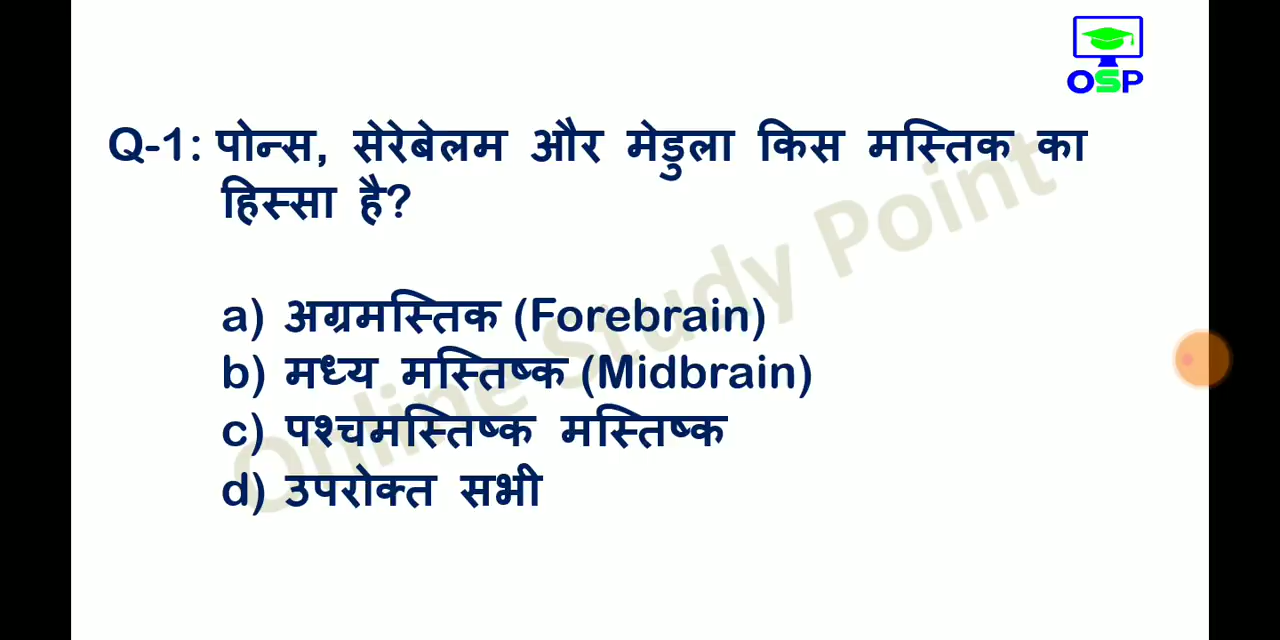 OSP
Q-1: पोन्स, सेरेबेलम और मेडुला किस मस्तिक का
हिस्सा है?
a) अग्रमस्तिक (Forebrain)
b) मध्य मस्तिष्क (Midbrain)
c) पश्चमस्तिष्क मस्तिष्क
d) उपरोक्त सभी
Online Study Point